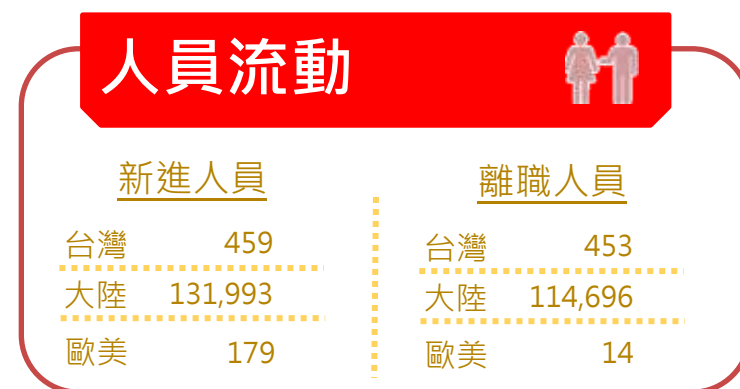 人員流動
新進人員
台灣 459
大陸 131,993
歐美 179
離職人員
台灣 453
大陸 114,696
歐美 14